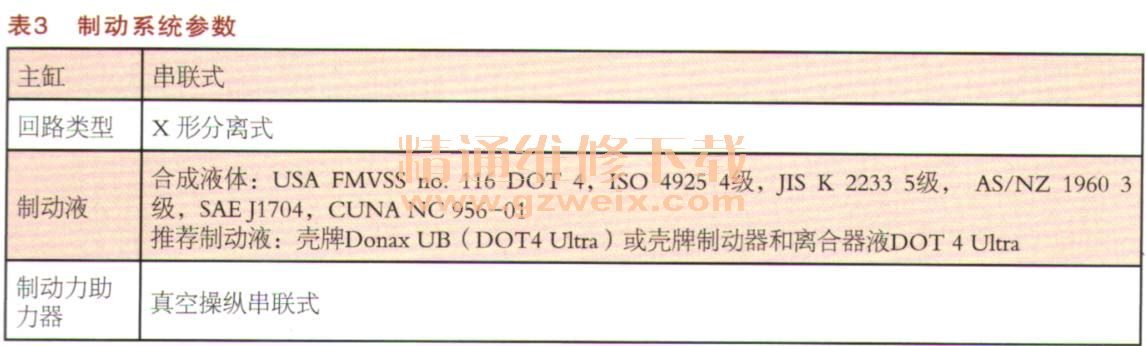 表3 制动系统参数
主缸 串联式
回路类型 X 形分离式
精通维修下载
www.gzweix.com
制动液
合成液体：USA FMVSS no. 116 DOT 4，ISO 4925 4级，JIS K 2233 5级， AS/NZ 1960 3
级，SAE J1704，CUNA NC 956-01
推荐制动液：壳牌Donax UB（DOT4 Ultra）或壳牌制动器和离合器液DOT 4 Ultra
制动力助
力器
真空操纵串联式